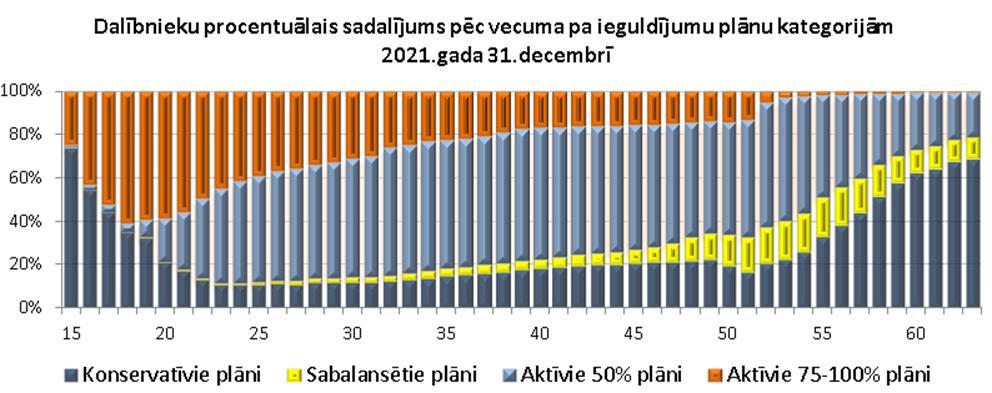 Dalībnieku procentuālais sadalījums pēc vecuma pa ieguldījumu plānu kategorijām
2021.gada 31.decembrī
100%
80%
60%
40%
20%
0%
15 20 25 30 35 40 45 50 55 60
Konservatīvie plāni Sabalansētie plāni Aktīvie 50% plāni Aktīvie 75-100% plāni